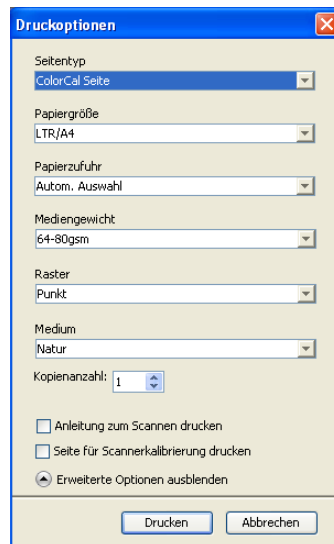 Druckoptionen
Seitentyp
ColorCal Seite
Papiergröße
LTR/A4
Papierzufuhr
Autom. Auswahl
Mediengewicht
64-80gsm
Raster
Punkt
Medium
Natur
Kopienanzahl: 1
Anleitung zum Scannen drucken
Seite für Scannerkalibrierung drucken
Erweiterte Optionen ausblenden
Drucken Abbrechen